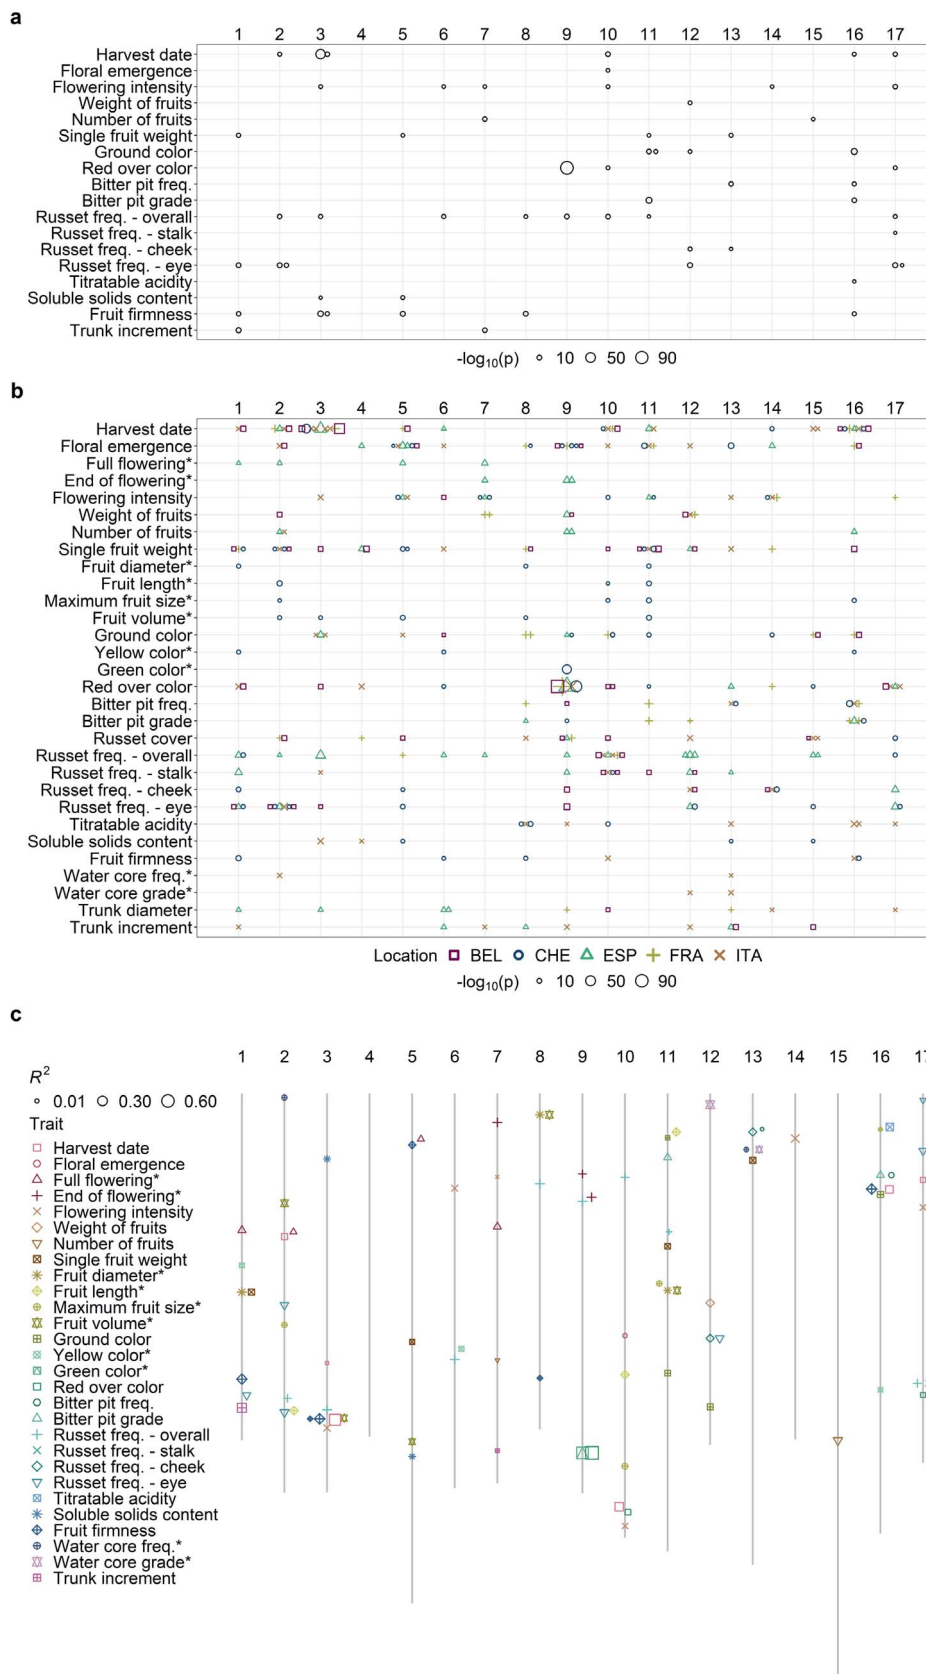 a
1 2 3 4 5 6 7 8 9 10 11 12 13 14 15 16 17
Harvest date
Floral emergence
Flowering intensity
Weight of fruits
Number of fruits
Single fruit weight
Ground color
Red over color
Bitter pit freq.
Bitter pit grade
Russet freq. - overall
Russet freq. - stalk
Russet freq. - cheek
Russet freq. - eye
Titratable acidity
Soluble solids content
Fruit firmness
Trunk increment
-log10(p) 10 50 90
b
1 2 3 4 5 6 7 8 9 10 11 12 13 14 15 16 17
Harvest date
Floral emergence
Full flowering*
End of flowering*
Flowering intensity
Weight of fruits
Number of fruits
Single fruit weight
Fruit diameter*
Fruit length*
Maximum fruit size*
Fruit volume*
Ground color
Yellow color*
Green color*
Red over color
Bitter pit freq.
Bitter pit grade
Russet cover
Russet freq. - overall
Russet freq. - stalk
Russet freq. - cheek
Russet freq. - eye
Titratable acidity
Soluble solids content
Fruit firmness
Water core freq.*
Water core grade*
Trunk diameter
Trunk increment
Location BEL CHE ESP FRA ITA
-log10(p) 10 50 90
c
1 2 3 4 5 6 7 8 9 10 11 12 13 14 15 16 17
R²
0.01 0.30 0.60
Trait
Harvest date
Floral emergence
Full flowering*
End of flowering*
Flowering intensity
Weight of fruits
Number of fruits
Single fruit weight
Fruit diameter*
Fruit length*
Maximum fruit size*
Fruit volume*
Ground color
Yellow color*
Green color*
Red over color
Bitter pit freq.
Bitter pit grade
Russet freq. - overall
Russet freq. - stalk
Russet freq. - cheek
Russet freq. - eye
Titratable acidity
Soluble solids content
Fruit firmness
Water core freq.*
Water core grade*
Trunk increment